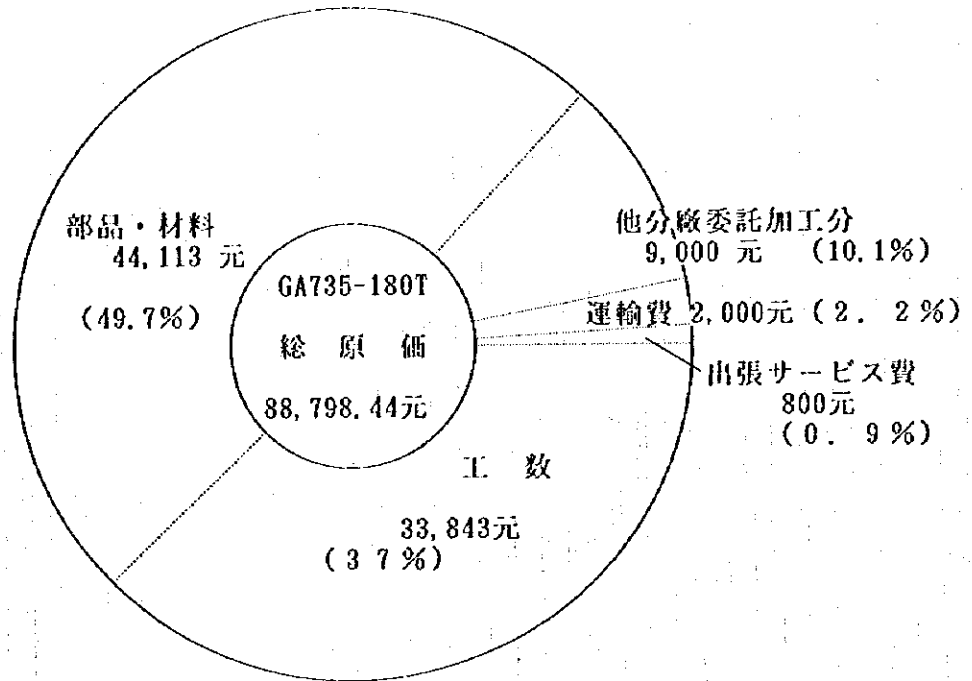 部品・材料
44,113 元
(49.7%)
GA735-180T
総 原 価
88,798.44元
他分廠委託加工分
9,000 元 (10.1%)
運輸費 2,000元 (2. 2%)
出張サービス費
800元
(0. 9%)
工 数
33,843元
(3 7%)